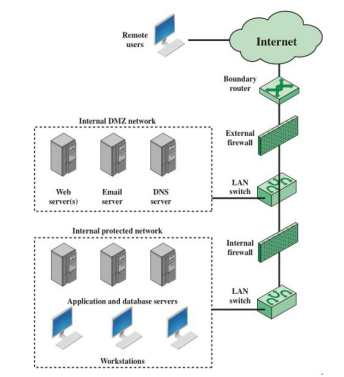 Remote
users
Internet
Boundary
router
Internal DMZ network
External
firewall
Web
server(s)
Email
server
DNS
server
LAN
switch
Internal protected network
Internal
firewall
Application and database servers
LAN
switch
Workstations